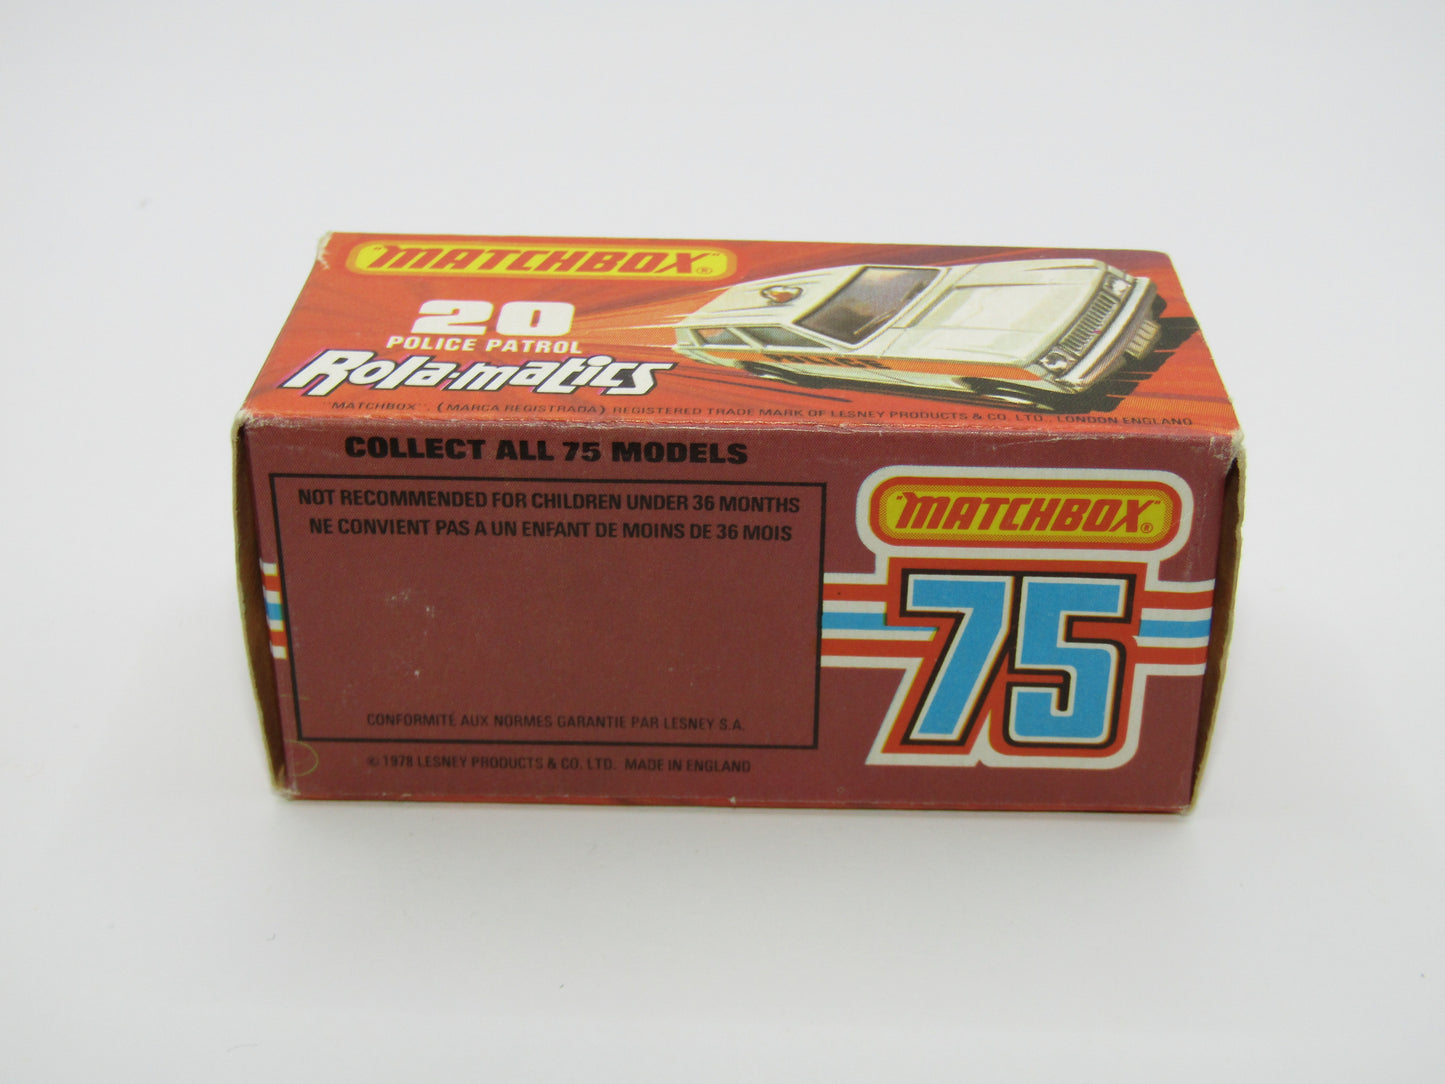 "MATCHBOX"®
20
POLICE PATROL
Rola-matics
POLICE
"MATCHBOX". (MARCA REGISTRADA) REGISTERED TRADE MARK OF LESNEY PRODUCTS & CO. LTD., LONDON ENGLAND
COLLECT ALL 75 MODELS
NOT RECOMMENDED FOR CHILDREN UNDER 36 MONTHS
NE CONVIENT PAS A UN ENFANT DE MOINS DE 36 MOIS
CONFORMITÉ AUX NORMES GARANTIE PAR LESNEY S.A.
© 1978 LESNEY PRODUCTS & CO. LTD. MADE IN ENGLAND
"MATCHBOX"®
75